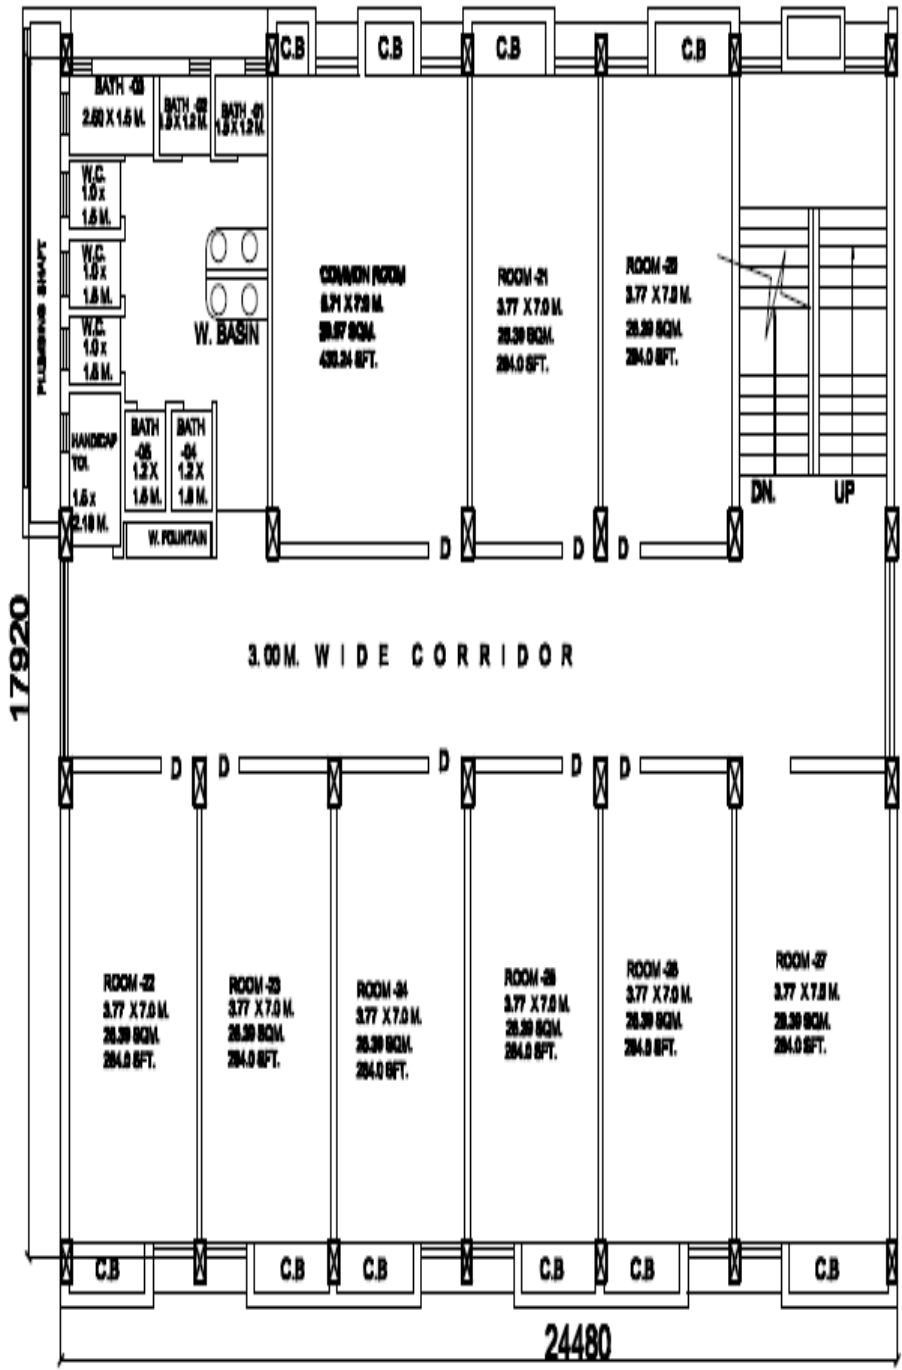 C.B
C.B
C.B
C.B
BATH -03
2.50 X 1.5 M.
BATH -02
1.5 X 1.2 M.
BATH -01
1.5 X 1.2 M.
W.C.
1.0 x
1.5 M.
W.C.
1.0 x
1.5 M.
W.C.
1.0 x
1.5 M.
PLUMBING SHAFT
W. BASIN
COMMON ROOM
X 7.0 M.
SQM.
SFT.
ROOM -21
3.77 X 7.0 M.
26.39 SQM.
284.0 SFT.
ROOM -20
3.77 X 7.0 M.
26.39 SQM.
284.0 SFT.
HANDICAP
TOI.
1.5 x
2.18 M.
BATH
-05
1.2 X
1.8 M.
BATH
-04
1.2 X
1.8 M.
W. FOUNTAIN
DN.
UP
D
D
D
3.00 M. WIDE CORRIDOR
17920
D
D
D
D
D
ROOM -22
3.77 X 7.0 M.
26.39 SQM.
284.0 SFT.
ROOM -23
3.77 X 7.0 M.
26.39 SQM.
284.0 SFT.
ROOM -24
3.77 X 7.0 M.
26.39 SQM.
284.0 SFT.
ROOM -25
3.77 X 7.0 M.
26.39 SQM.
284.0 SFT.
ROOM -26
3.77 X 7.0 M.
26.39 SQM.
284.0 SFT.
ROOM -27
3.77 X 7.0 M.
26.39 SQM.
284.0 SFT.
C.B
C.B
C.B
C.B
C.B
C.B
24480